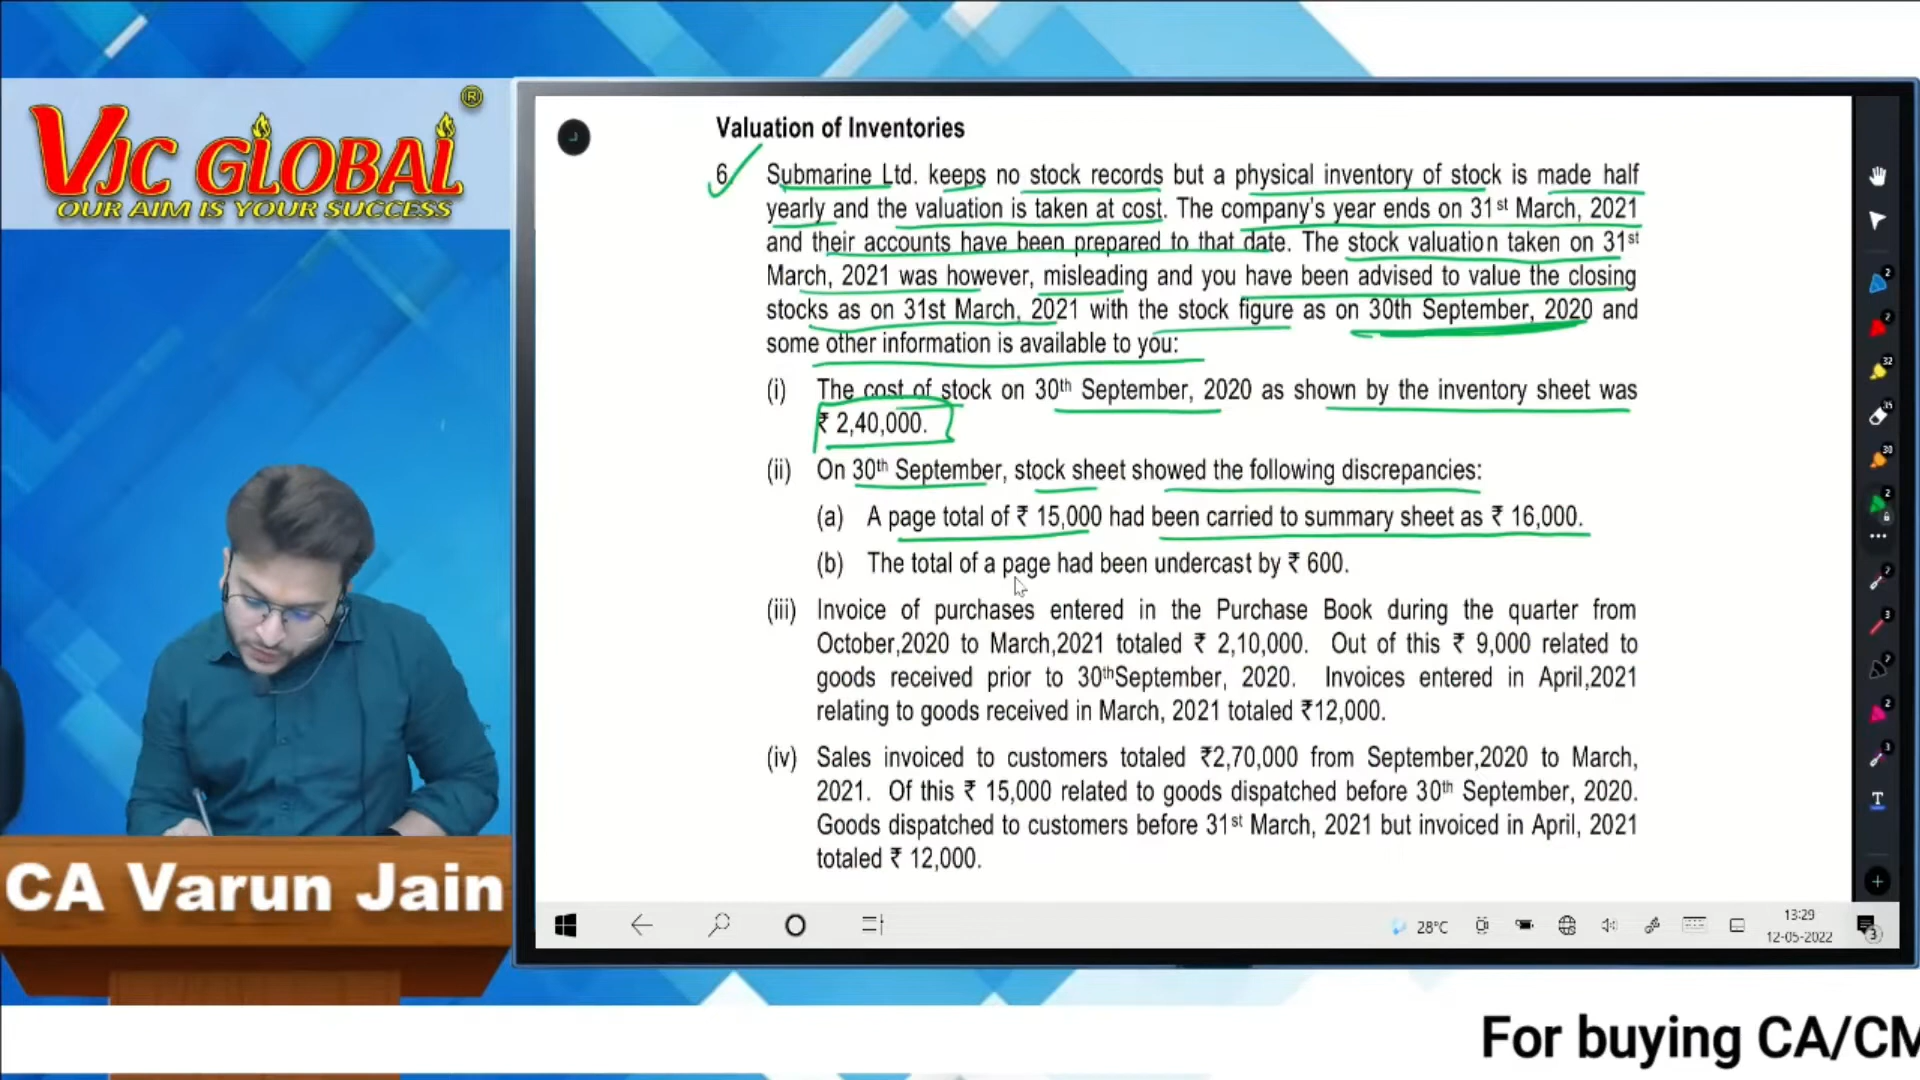 VJC GLOBAL ®
OUR AIM IS YOUR SUCCESS
Valuation of Inventories
6. Submarine Ltd. keeps no stock records but a physical inventory of stock is made half
yearly and the valuation is taken at cost. The company's year ends on 31st March, 2021
and their accounts have been prepared to that date. The stock valuation taken on 31st
March, 2021 was however, misleading and you have been advised to value the closing
stocks as on 31st March, 2021 with the stock figure as on 30th September, 2020 and
some other information is available to you:
(i) The cost of stock on 30th September, 2020 as shown by the inventory sheet was
₹ 2,40,000.
(ii) On 30th September, stock sheet showed the following discrepancies:
(a) A page total of ₹ 15,000 had been carried to summary sheet as ₹ 16,000.
(b) The total of a page had been undercast by ₹ 600.
(iii) Invoice of purchases entered in the Purchase Book during the quarter from
October,2020 to March,2021 totaled ₹ 2,10,000. Out of this ₹ 9,000 related to
goods received prior to 30thSeptember, 2020. Invoices entered in April,2021
relating to goods received in March, 2021 totaled ₹12,000.
(iv) Sales invoiced to customers totaled ₹2,70,000 from September,2020 to March,
2021. Of this ₹ 15,000 related to goods dispatched before 30th September, 2020.
Goods dispatched to customers before 31st March, 2021 but invoiced in April, 2021
totaled ₹ 12,000.
CA Varun Jain
28°C
13:29
12-05-2022
3
For buying CA/CM